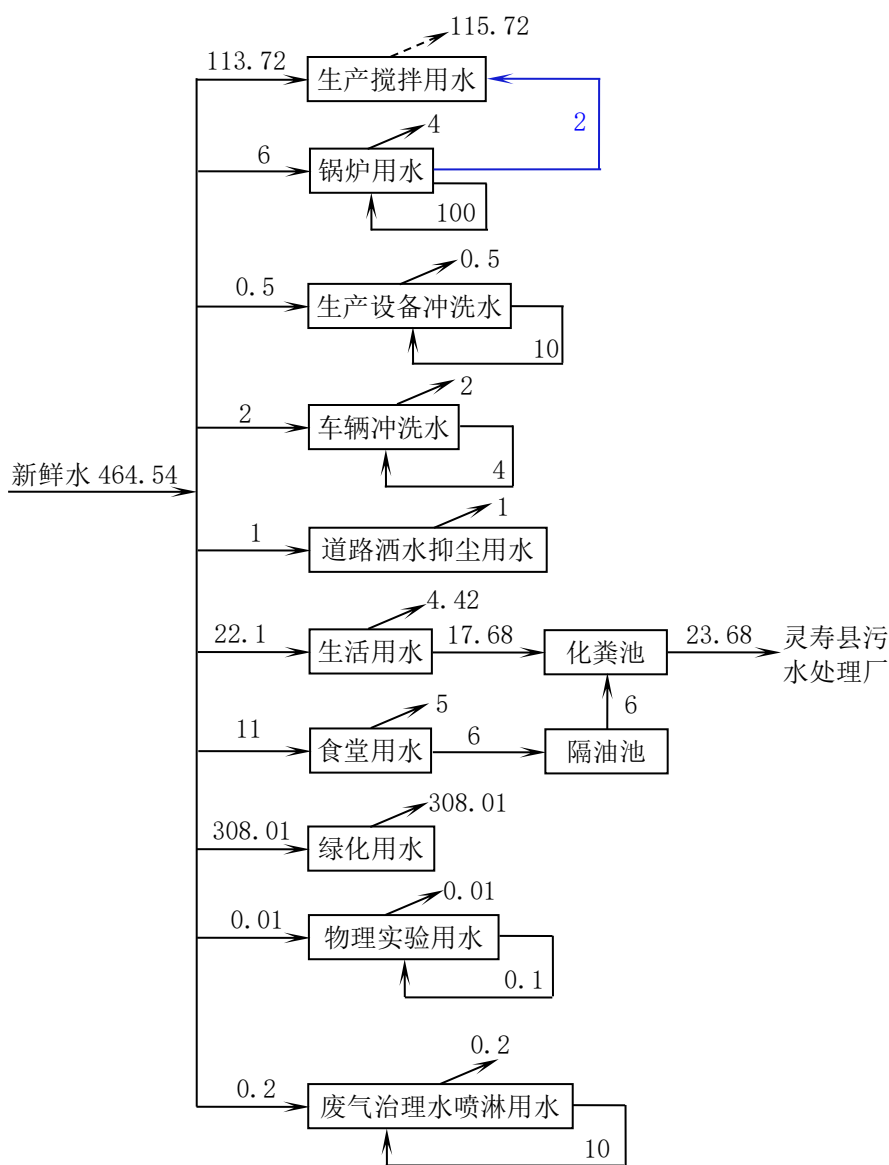 115.72
113.72
生产搅拌用水
2
4
6
锅炉用水
100
0.5
0.5
生产设备冲洗水
10
2
2
车辆冲洗水
4
新鲜水 464.54
1
1
道路洒水抑尘用水
4.42
22.1
生活用水
17.68
化粪池
23.68
灵寿县污
水处理厂
5
6
11
食堂用水
6
隔油池
308.01
308.01
绿化用水
0.01
0.01
物理实验用水
0.1
0.2
0.2
废气治理水喷淋用水
10